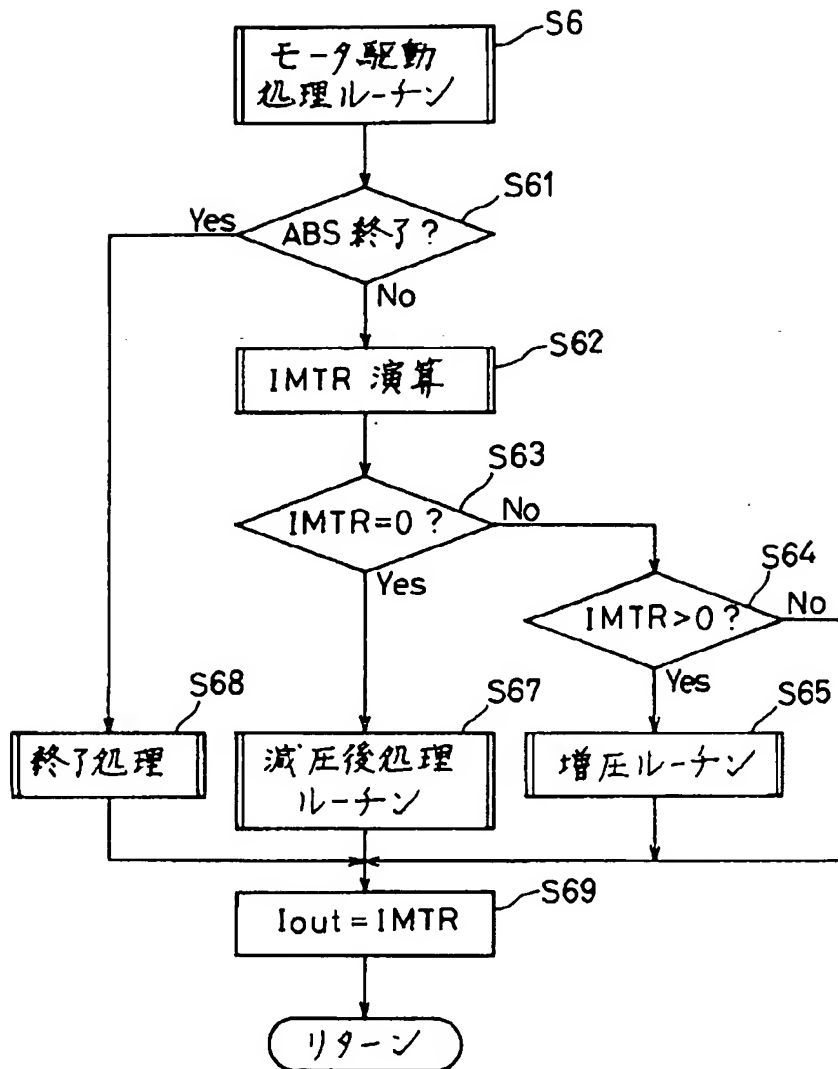 S6
モータ駆動
処理ルーチン
S61
Yes
ABS 終了?
No
S62
IMTR 演算
S63
IMTR=0?
No
Yes
S64
IMTR>0?
No
Yes
S68
終了処理
S67
減圧後処理
ルーチン
S65
増圧ルーチン
S69
Iout=IMTR
リターン